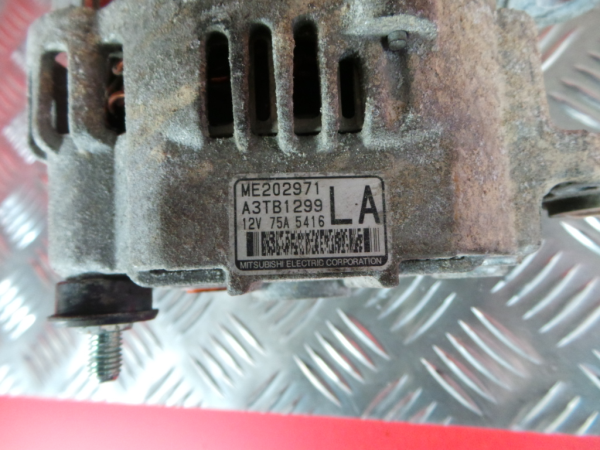 ME202971
A3TB1299
12V 75A 5416
LA
MITSUBISHI ELECTRIC CORPORATION